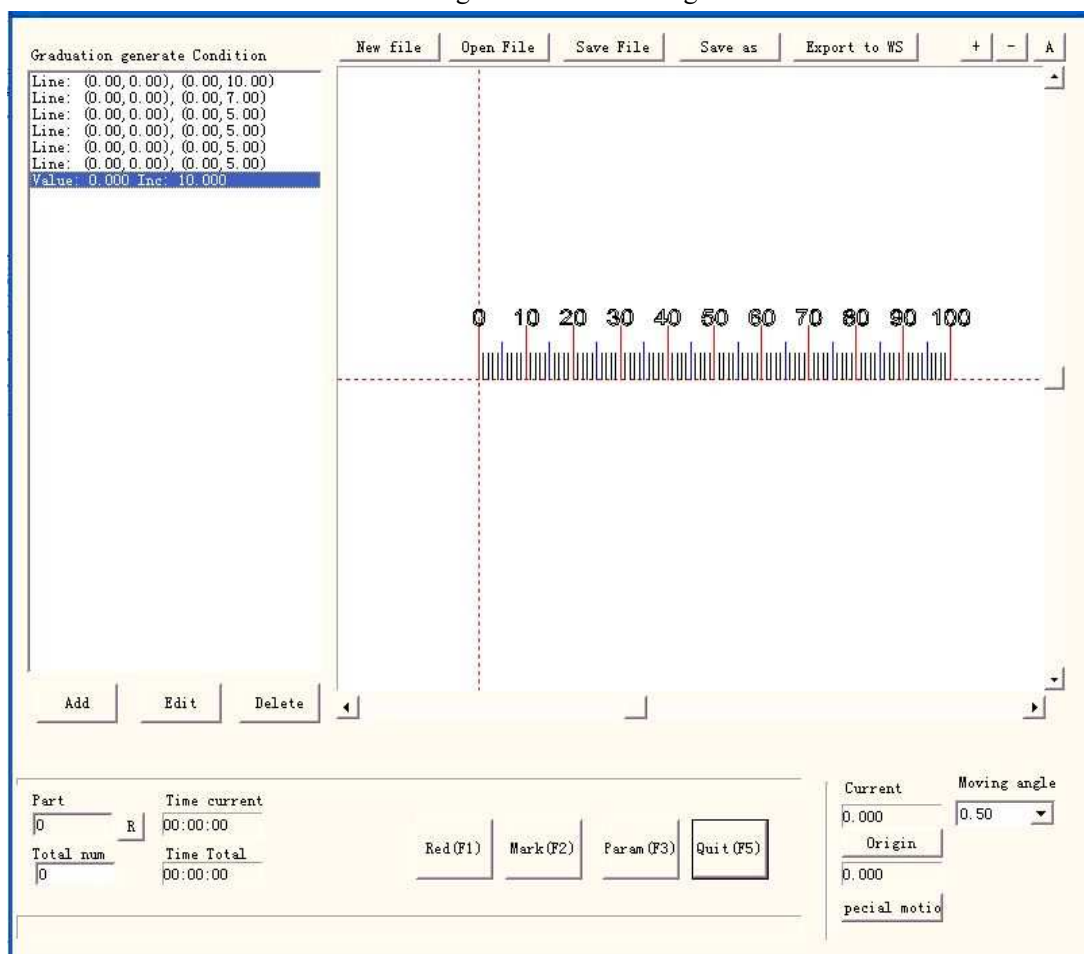 New file Open File Save File Save as Export to WS + - A
Graduation generate Condition
Line: (0.00,0.00), (0.00,10.00)
Line: (0.00,0.00), (0.00,7.00)
Line: (0.00,0.00), (0.00,5.00)
Line: (0.00,0.00), (0.00,5.00)
Line: (0.00,0.00), (0.00,5.00)
Line: (0.00,0.00), (0.00,5.00)
Value: 0.000 Inc: 10.000
0 10 20 30 40 50 60 70 80 90 100
Add Edit Delete
Part Time current
0 R 00:00:00
Total num Time Total
0 00:00:00
Red(F1) Mark(F2) Param(F3) Quit(F5)
Current Moving angle
0.000 0.50
Origin
0.000
pecial motio